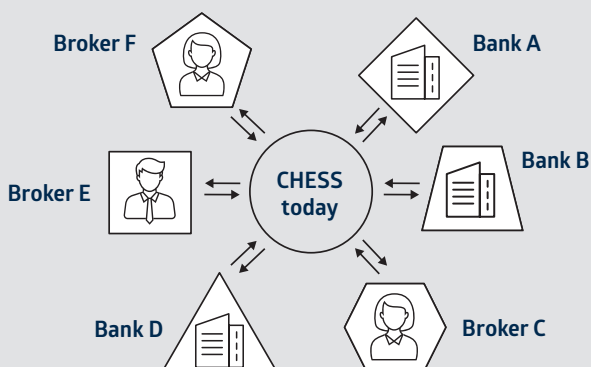 Broker F
Bank A
Bank B
CHESS
today
Broker E
Bank D
Broker C